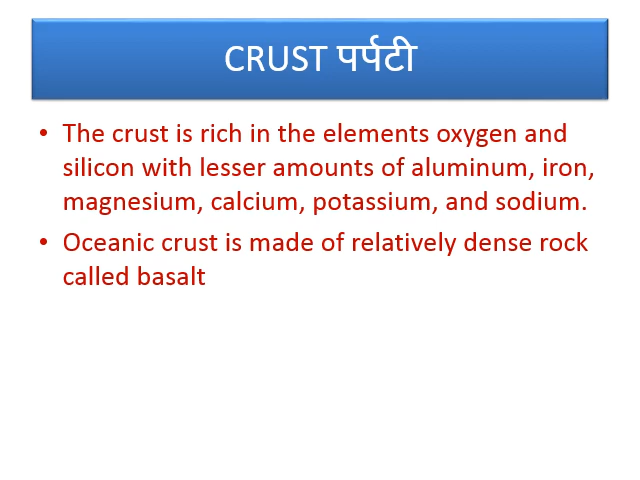 CRUST पर्पटी
• The crust is rich in the elements oxygen and
silicon with lesser amounts of aluminum, iron,
magnesium, calcium, potassium, and sodium.
• Oceanic crust is made of relatively dense rock
called basalt